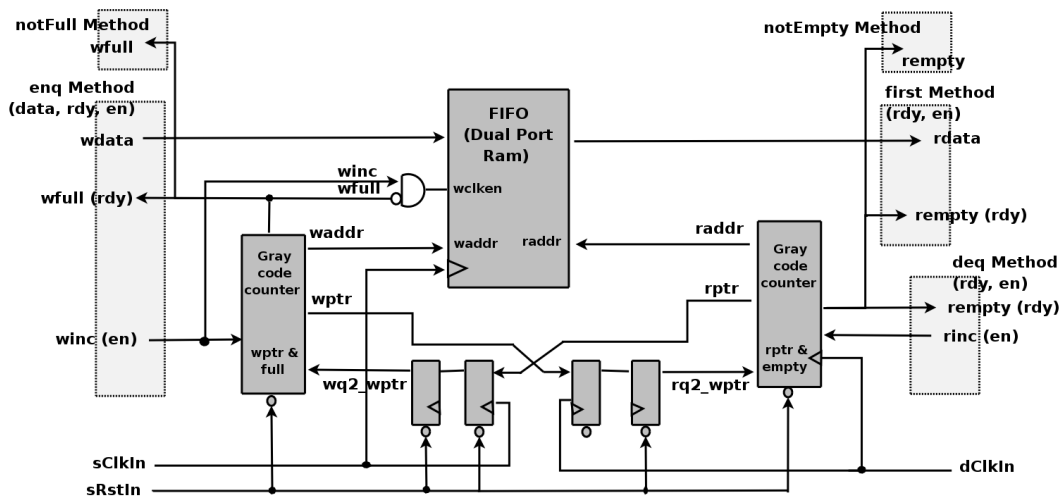 notFull Method
wfull
notEmpty Method
rempty
enq Method
(data, rdy, en)
wdata
FIFO
(Dual Port
Ram)
first Method
(rdy, en)
rdata
winc
wfull
wclken
wfull (rdy)
rempty (rdy)
waddr
waddr
raddr
raddr
Gray
code
counter
Gray
code
counter
deq Method
(rdy, en)
wptr
rptr
rempty (rdy)
winc (en)
rinc (en)
wptr &
full
rptr &
empty
wq2_wptr
rq2_wptr
sClkIn
dClkIn
sRstIn